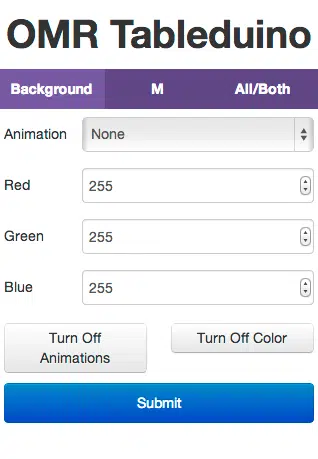 OMR Tableduino
Background M All/Both
Animation None
Red 255
Green 255
Blue 255
Turn Off Turn Off Color
Animations
Submit